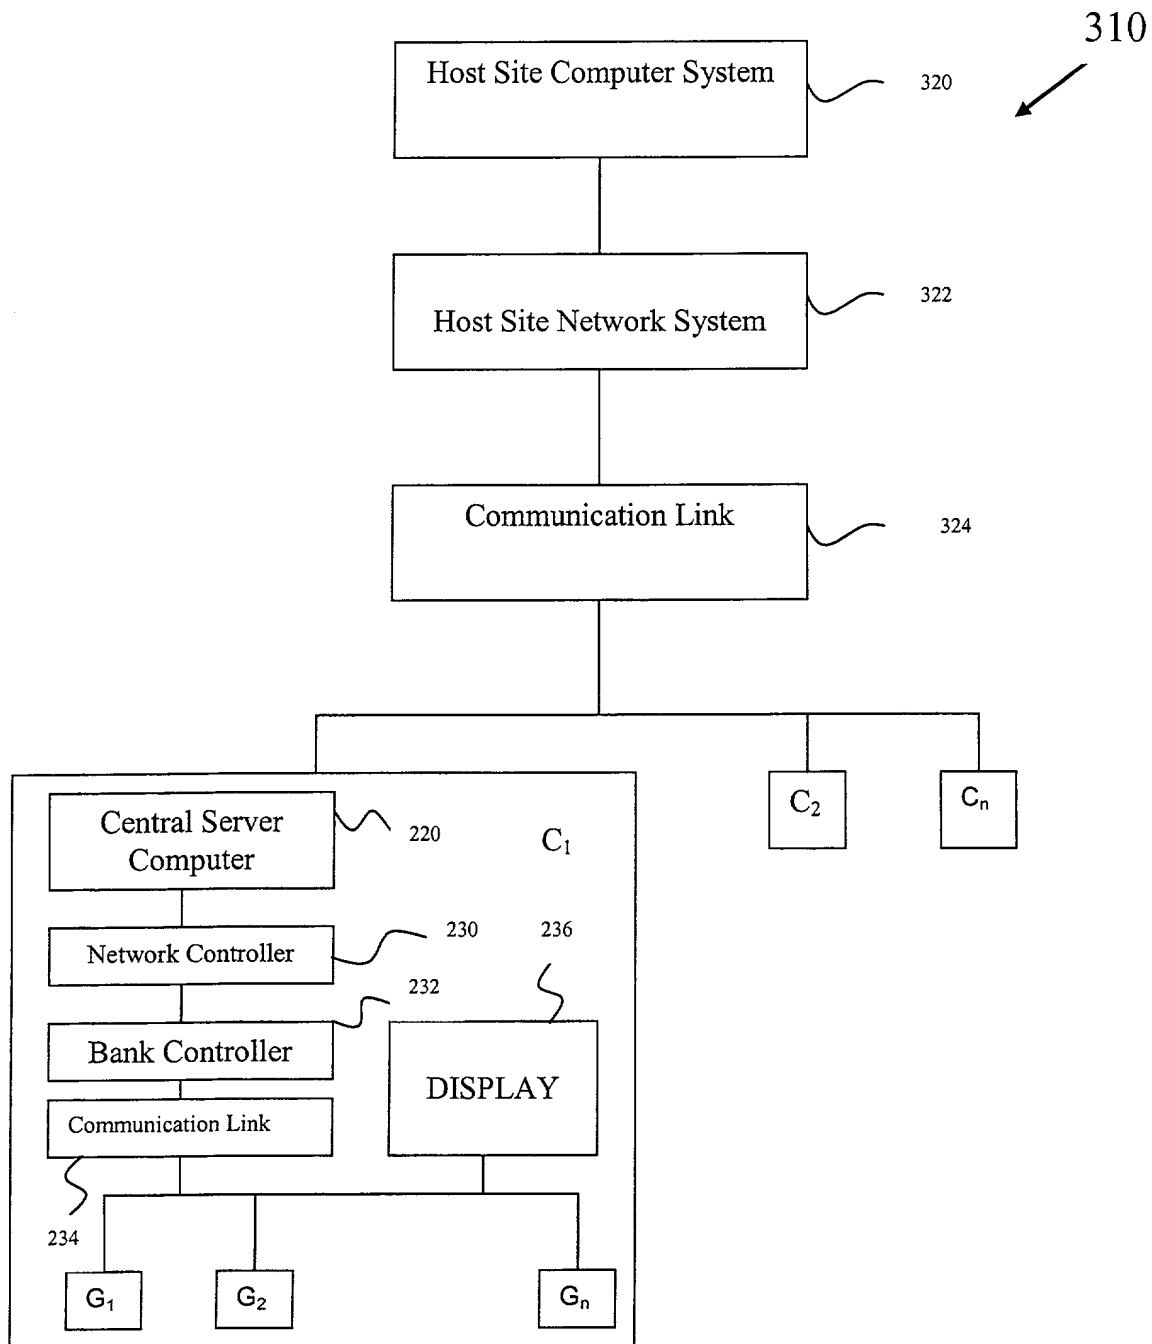 310
Host Site Computer System
320
322
Host Site Network System
Communication Link
324
Central Server
Computer
220
C1
C2
Cn
Network Controller
230
236
232
Bank Controller
DISPLAY
Communication Link
234
G1
G2
Gn